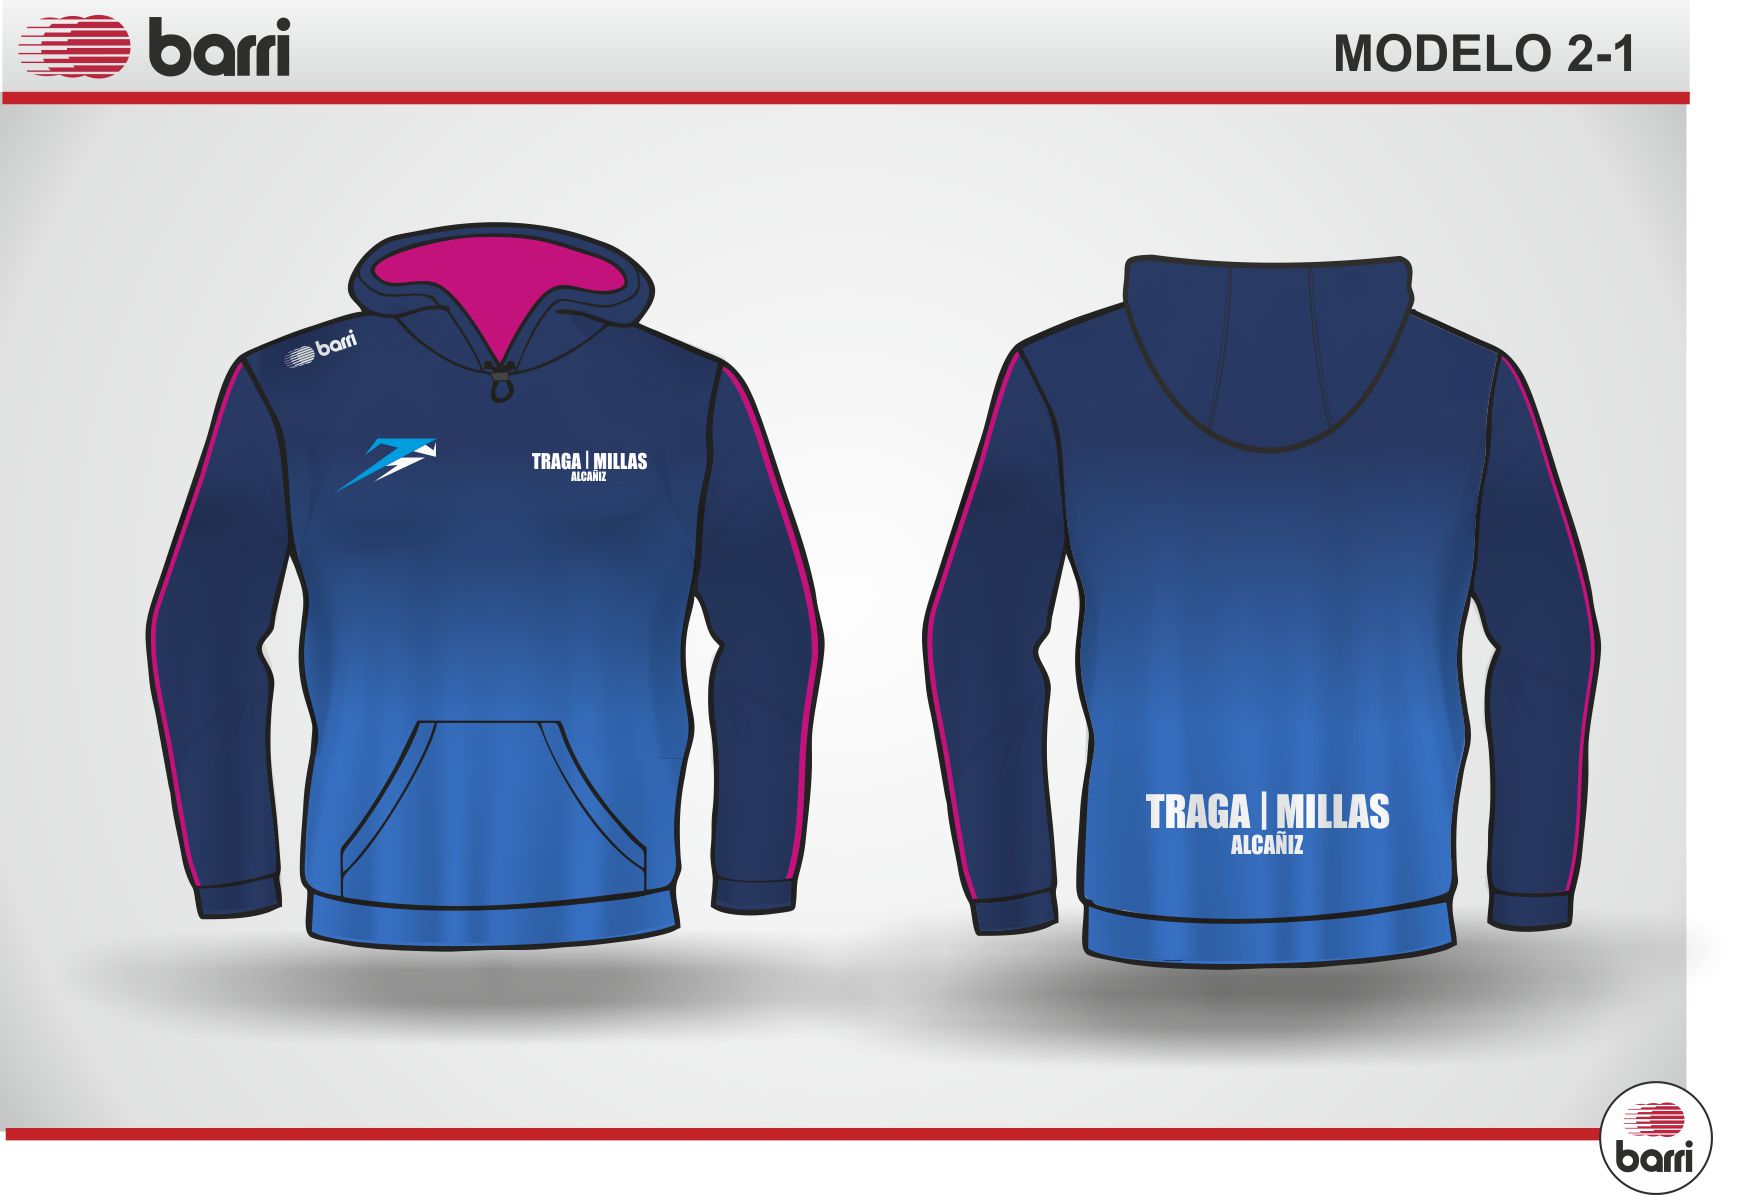 barri
MODELO 2-1
barri
TRAGA | MILLAS
ALCAÑIZ
TRAGA | MILLAS
ALCAÑIZ
barri